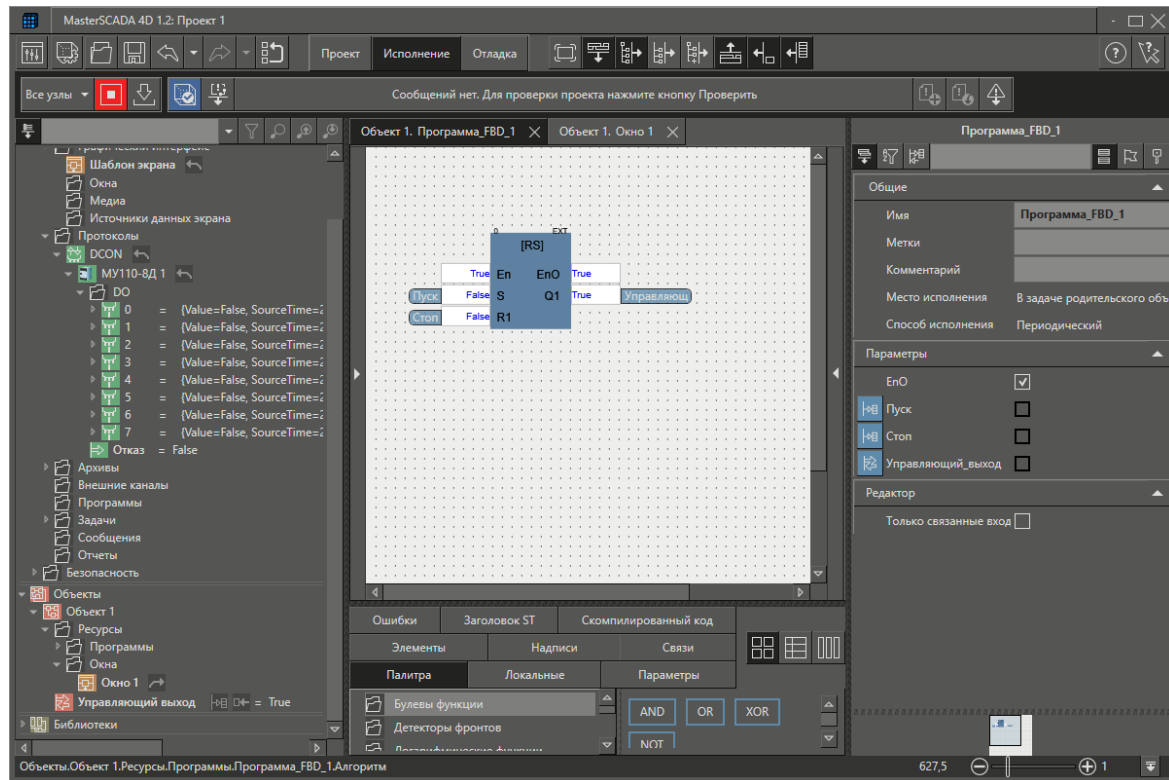 MasterSCADA 4D 1.2: Проект 1
Проект Исполнение Отладка
Все узлы Сообщений нет. Для проверки проекта нажмите кнопку Проверить
Графический интерфейс
Шаблон экрана
Окна
Медиа
Источники данных экрана
Протоколы
DCON
МУ110-8Д 1
DO
0 = {Value=False, SourceTime=2
1 = {Value=False, SourceTime=2
2 = {Value=False, SourceTime=2
3 = {Value=False, SourceTime=2
4 = {Value=False, SourceTime=2
5 = {Value=False, SourceTime=2
6 = {Value=False, SourceTime=2
7 = {Value=False, SourceTime=2
Отказ = False
Архивы
Внешние каналы
Программы
Задачи
Сообщения
Отчеты
Безопасность
Объекты
Объект 1
Ресурсы
Программы
Окна
Окно 1
Управляющий выход = True
Библиотеки
Объект 1. Программа_FBD_1 Объект 1. Окно 1
0 EXT
[RS]
True En EnO True
Пуск False S Q1 True Управляющ
Стоп False R1
Ошибки Заголовок ST Скомпилированный код
Элементы Надписи Связи
Палитра Локальные Параметры
Булевы функции
Детекторы фронтов
Логарифмические функции
AND OR XOR
NOT
Программа_FBD_1
Общие
Имя Программа_FBD_1
Метки
Комментарий
Место исполнения В задаче родительского объ
Способ исполнения Периодический
Параметры
EnO
Пуск
Стоп
Управляющий_выход
Редактор
Только связанные вход
Объекты.Объект 1.Ресурсы.Программы.Программа_FBD_1.Алгоритм 627,5 1